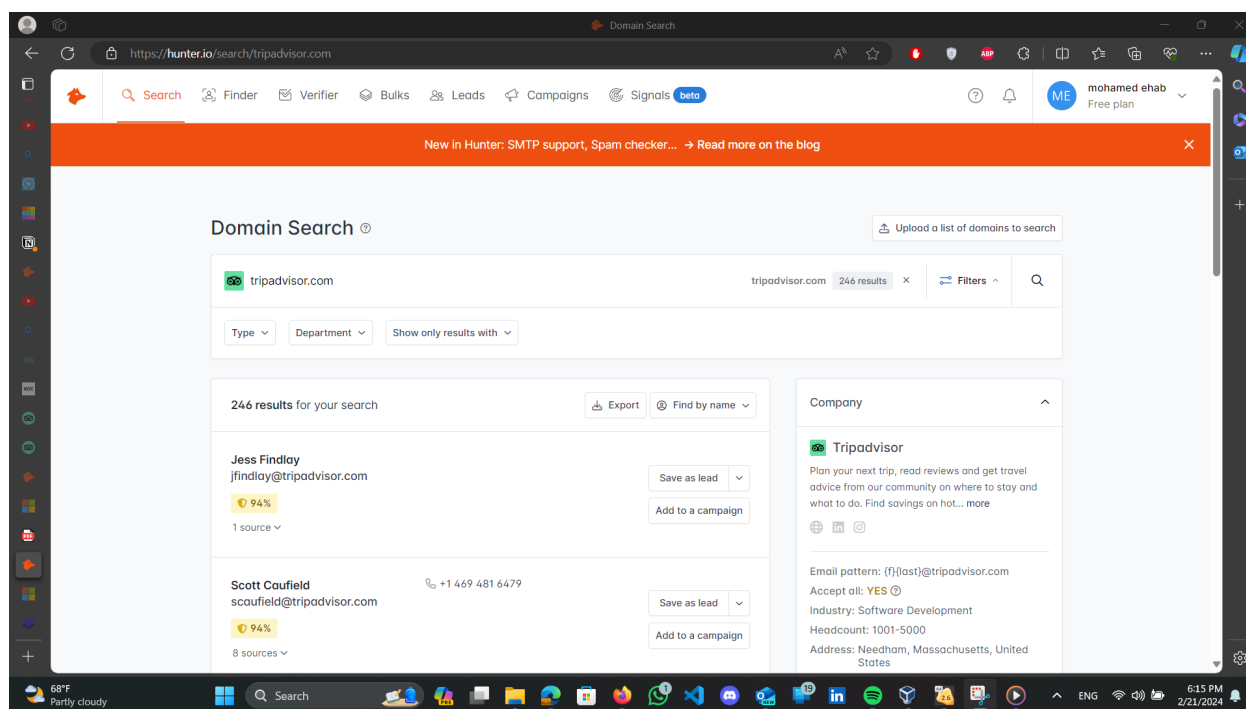 Domain Search
https://hunter.io/search/tripadvisor.com
ABP
Search
Finder
Verifier
Bulks
Leads
Campaigns
Signals beta
ME
mohamed ehab
Free plan
New in Hunter: SMTP support, Spam checker... → Read more on the blog
Domain Search
Upload a list of domains to search
tripadvisor.com
tripadvisor.com 246 results
Filters
Type
Department
Show only results with
246 results for your search
Export
Find by name
Jess Findlay
jfindlay@tripadvisor.com
94%
1 source
Save as lead
Add to a campaign
Scott Caufield
scaufield@tripadvisor.com
+1 469 481 6479
94%
8 sources
Save as lead
Add to a campaign
Company
Tripadvisor
Plan your next trip, read reviews and get travel
advice from our community on where to stay and
what to do. Find savings on hot... more
Email pattern: {f}{last}@tripadvisor.com
Accept all: YES
Industry: Software Development
Headcount: 1001-5000
Address: Needham, Massachusetts, United
States
68°F
Partly cloudy
Search
PRE
1
NEW
19
2.6
ENG
6:15 PM
2/21/2024